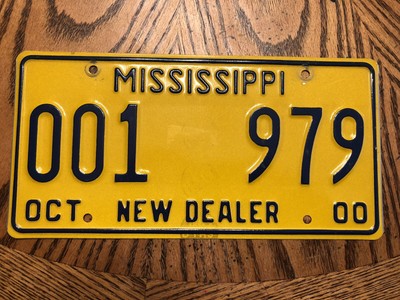 MISSISSIPPI
001 979
OCT. NEW DEALER 00